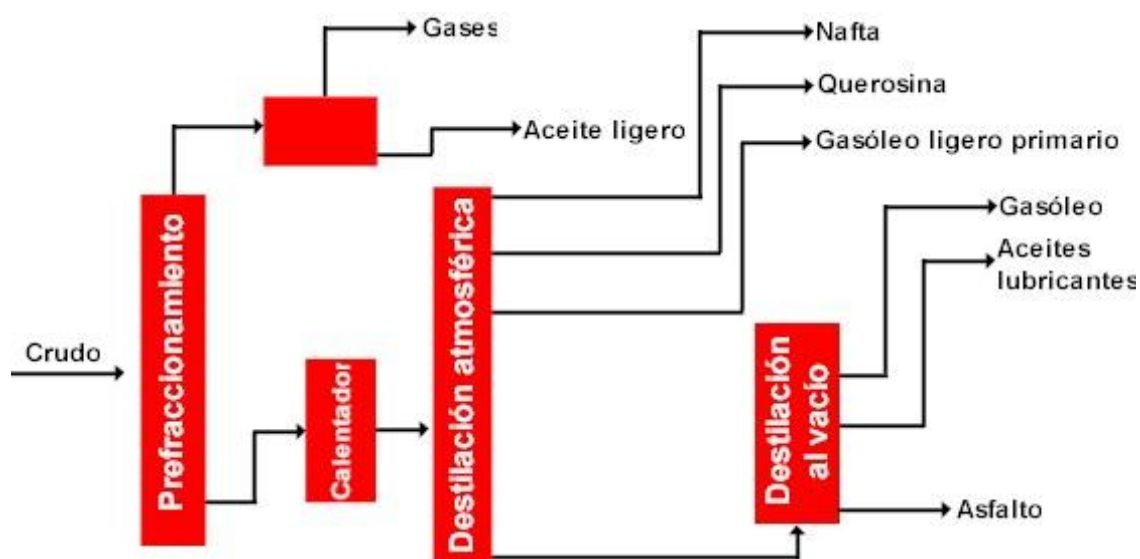 Gases
Nafta
Querosina
Aceite ligero
Gasóleo ligero primario
Prefraccionamiento
Destilación atmosférica
Gasóleo
Aceites
lubricantes
Crudo
Calentador
Destilación
al vacío
Asfalto